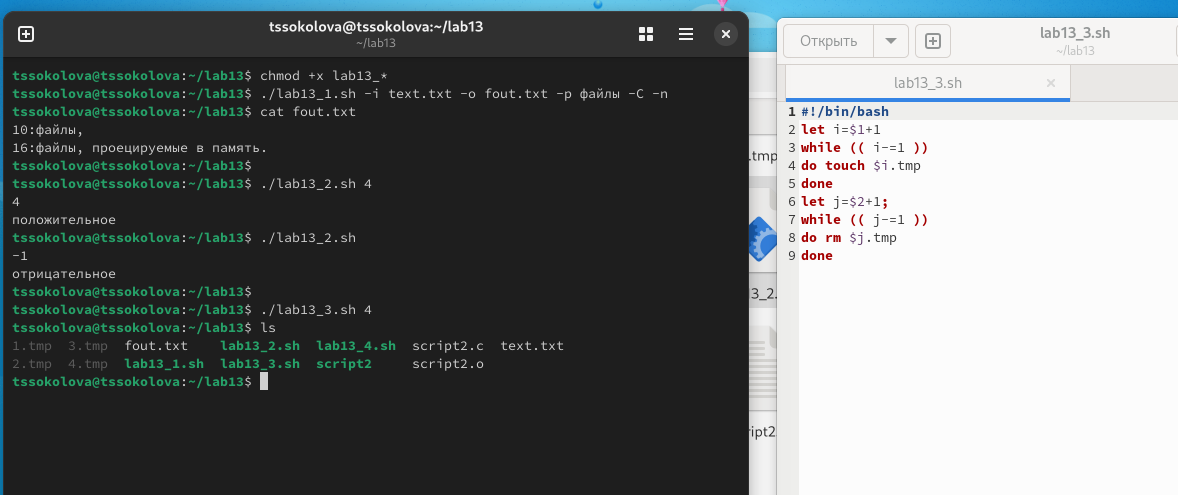 tssokolova@tssokolova:~/lab13
~/lab13
tssokolova@tssokolova:~/lab13$ chmod +x lab13_*
tssokolova@tssokolova:~/lab13$ ./lab13_1.sh -i text.txt -o fout.txt -p файлы -C -n
tssokolova@tssokolova:~/lab13$ cat fout.txt
10:файлы,
16:файлы, проецируемые в память.
tssokolova@tssokolova:~/lab13$
tssokolova@tssokolova:~/lab13$ ./lab13_2.sh 4
4
положительное
tssokolova@tssokolova:~/lab13$ ./lab13_2.sh
-1
отрицательное
tssokolova@tssokolova:~/lab13$
tssokolova@tssokolova:~/lab13$ ./lab13_3.sh 4
tssokolova@tssokolova:~/lab13$ ls
1.tmp 3.tmp fout.txt lab13_2.sh lab13_4.sh script2.c text.txt
2.tmp 4.tmp lab13_1.sh lab13_3.sh script2 script2.o
tssokolova@tssokolova:~/lab13$
.tmp
13_2.
ript2
Открыть
lab13_3.sh
~/lab13
lab13_3.sh
1 #!/bin/bash
2 let i=$1+1
3 while (( i-=1 ))
4 do touch $i.tmp
5 done
6 let j=$2+1;
7 while (( j-=1 ))
8 do rm $j.tmp
9 done